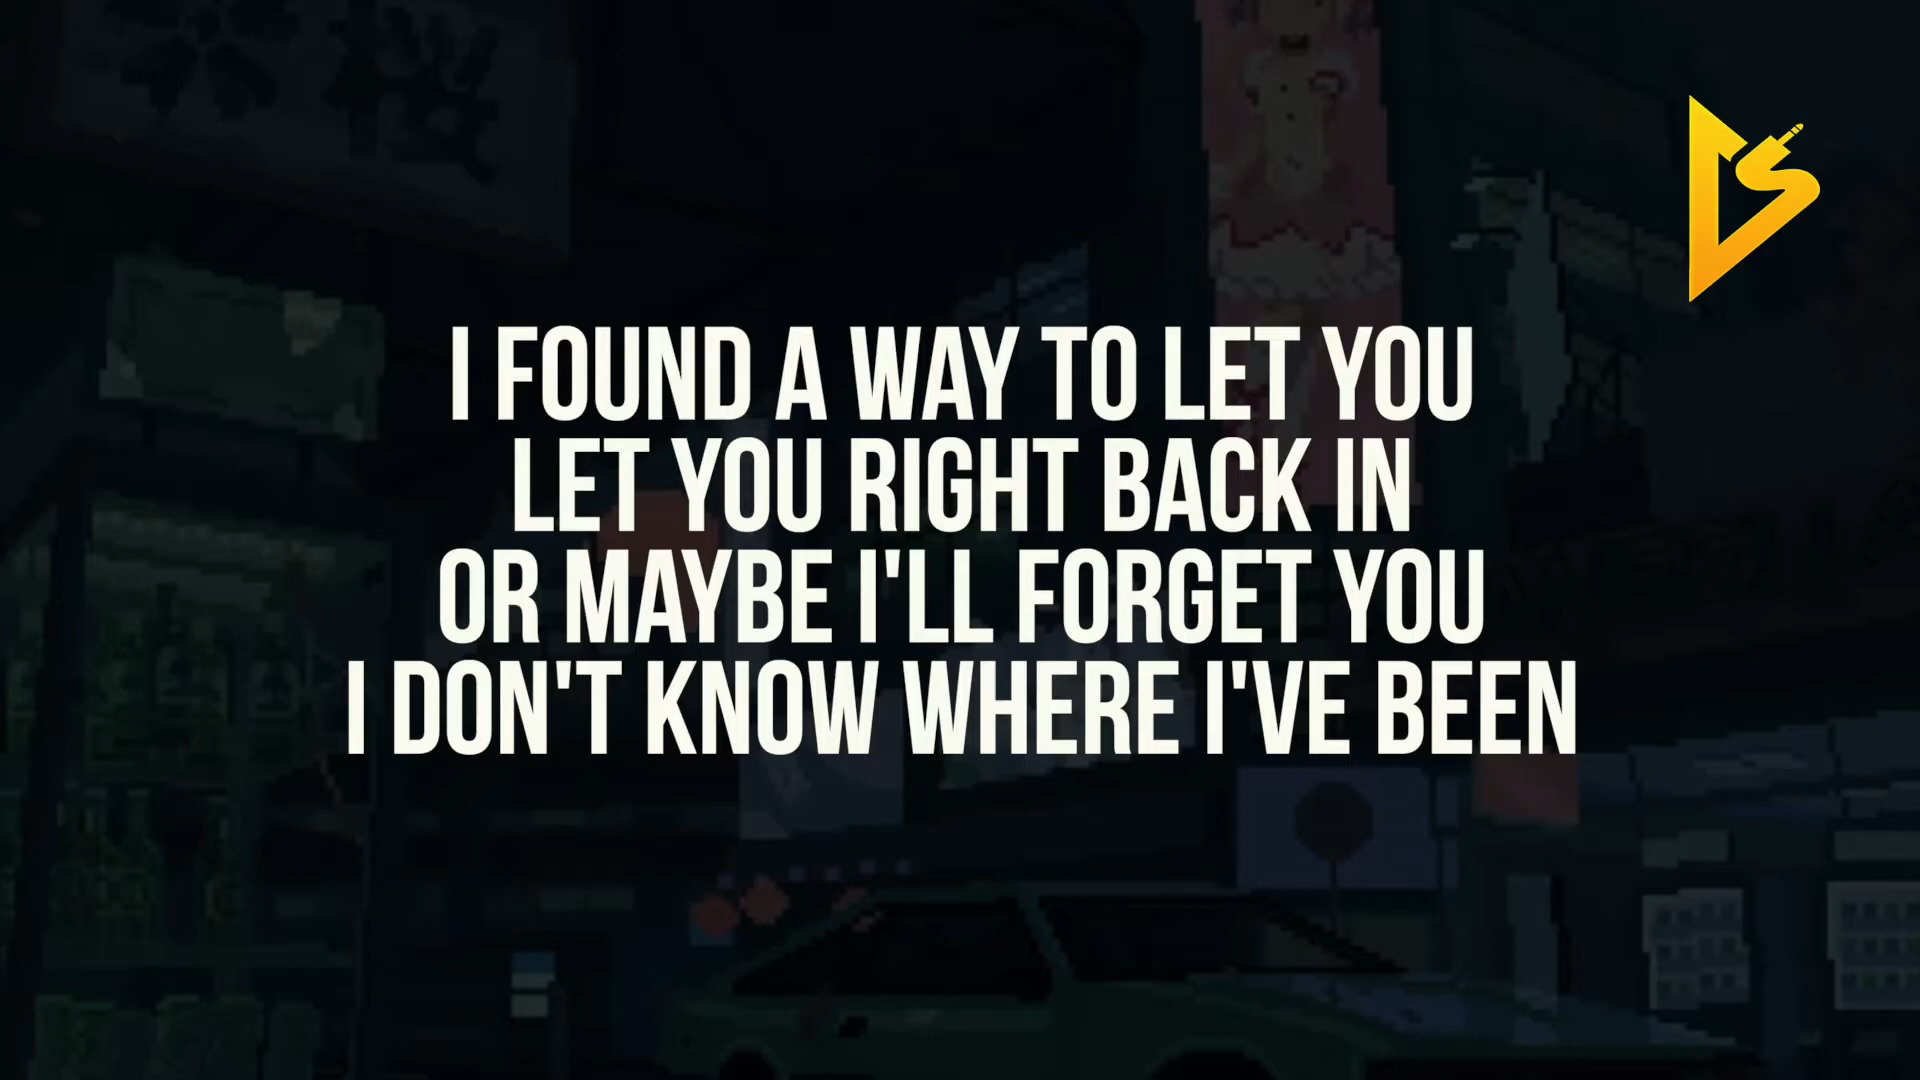 I FOUND A WAY TO LET YOU
LET YOU RIGHT BACK IN
OR MAYBE I'LL FORGET YOU
I DON'T KNOW WHERE I'VE BEEN